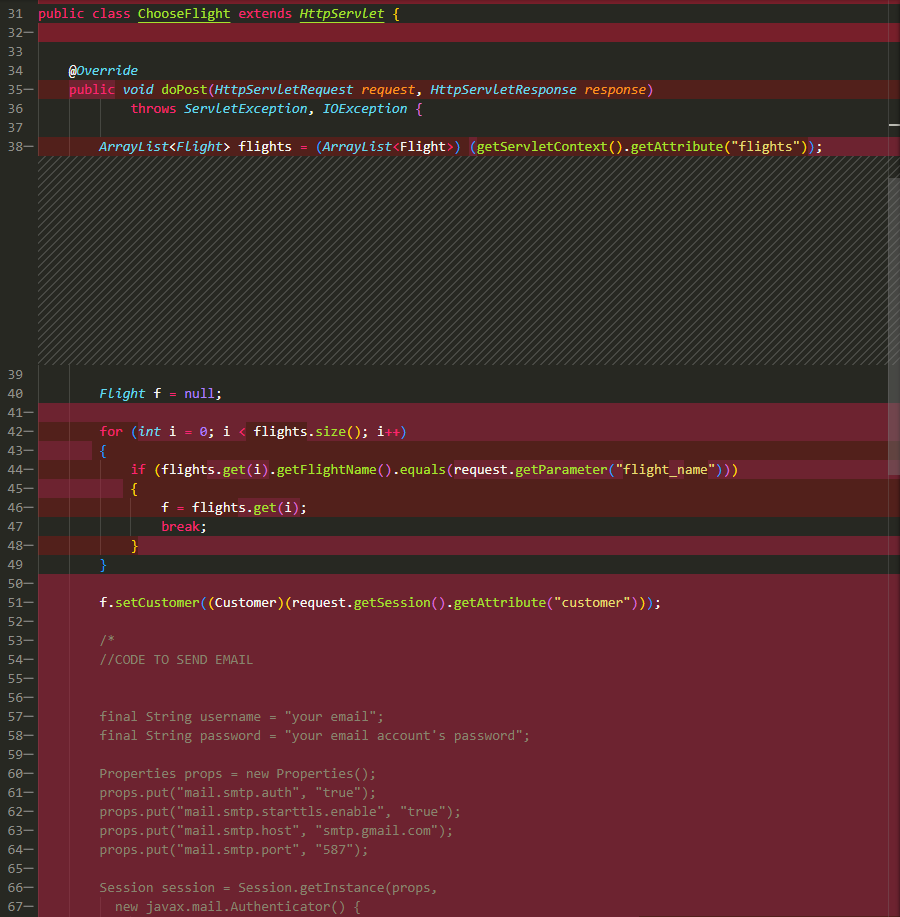 31 public class ChooseFlight extends HttpServlet {
32−
33
34 @Override
35− public void doPost(HttpServletRequest request, HttpServletResponse response)
36 throws ServletException, IOException {
37
38− ArrayList<Flight> flights = (ArrayList<Flight>) (getServletContext().getAttribute("flights"));
39
40 Flight f = null;
41−
42− for (int i = 0; i < flights.size(); i++)
43− {
44− if (flights.get(i).getFlightName().equals(request.getParameter("flight_name")))
45− {
46− f = flights.get(i);
47 break;
48− }
49 }
50−
51− f.setCustomer((Customer)(request.getSession().getAttribute("customer")));
52−
53− /*
54− //CODE TO SEND EMAIL
55−
56−
57− final String username = "your email";
58− final String password = "your email account's password";
59−
60− Properties props = new Properties();
61− props.put("mail.smtp.auth", "true");
62− props.put("mail.smtp.starttls.enable", "true");
63− props.put("mail.smtp.host", "smtp.gmail.com");
64− props.put("mail.smtp.port", "587");
65−
66− Session session = Session.getInstance(props,
67− new javax.mail.Authenticator() {